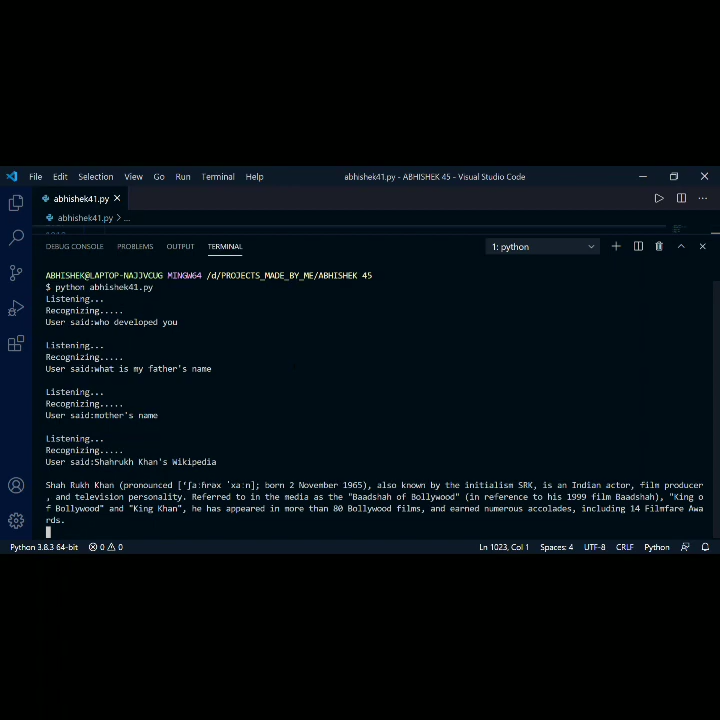 File Edit Selection View Go Run Terminal Help abhishek41.py - ABHISHEK 45 - Visual Studio Code
abhishek41.py
abhishek41.py > ...
DEBUG CONSOLE PROBLEMS OUTPUT TERMINAL 1: python
ABHISHEK@LAPTOP-NAJJVCUG MINGW64 /d/PROJECTS_MADE_BY_ME/ABHISHEK 45
$ python abhishek41.py
Listening...
Recognizing.....
User said:who developed you
Listening...
Recognizing.....
User said:what is my father's name
Listening...
Recognizing.....
User said:mother's name
Listening...
Recognizing.....
User said:Shahrukh Khan's Wikipedia
Shah Rukh Khan (pronounced [ˈʃaːɦrʊx ˈxaːn]; born 2 November 1965), also known by the initialism SRK, is an Indian actor, film producer
, and television personality. Referred to in the media as the "Baadshah of Bollywood" (in reference to his 1999 film Baadshah), "King o
f Bollywood" and "King Khan", he has appeared in more than 80 Bollywood films, and earned numerous accolades, including 14 Filmfare Awa
rds.
Python 3.8.3 64-bit 0 0 Ln 1023, Col 1 Spaces: 4 UTF-8 CRLF Python